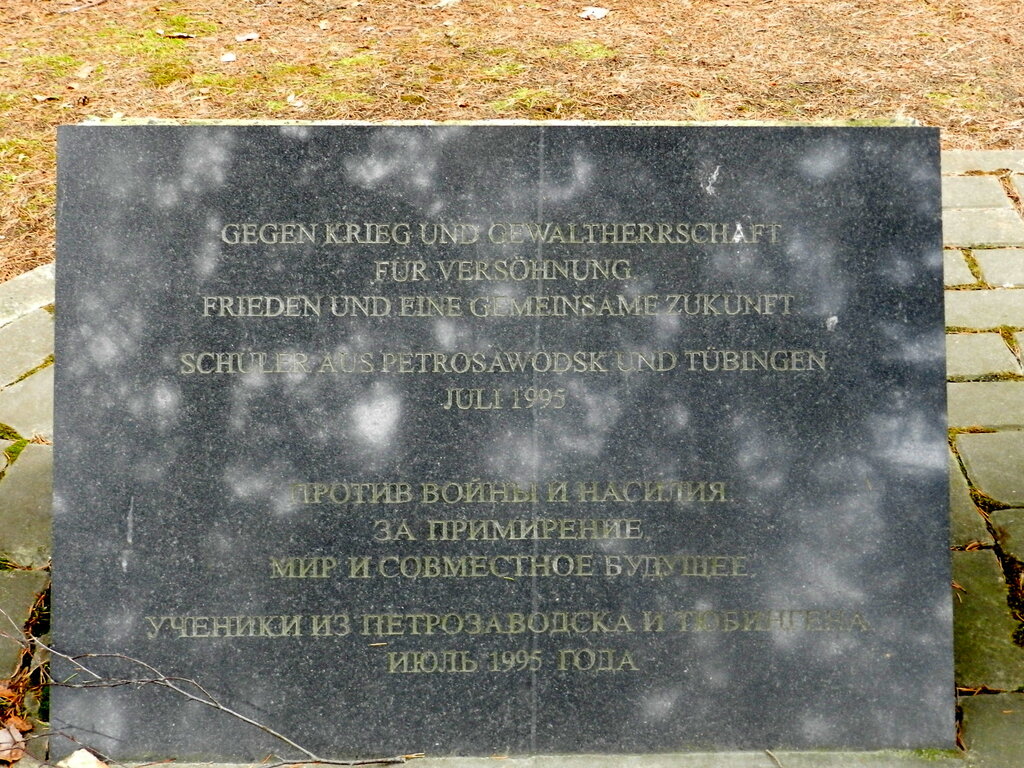 GEGEN KRIEG UND GEWALTHERRSCHAFT
FÜR VERSÖHNUNG
FRIEDEN UND EINE GEMEINSAME ZUKUNFT
SCHÜLER AUS PETROSAWODSK UND TÜBINGEN
JULI 1995
ПРОТИВ ВОЙНЫ И НАСИЛИЯ.
ЗА ПРИМИРЕНИЕ,
МИР И СОВМЕСТНОЕ БУДУЩЕЕ
УЧЕНИКИ ИЗ ПЕТРОЗАВОДСКА И ТЮБИНГЕНА
ИЮЛЬ 1995 ГОДА